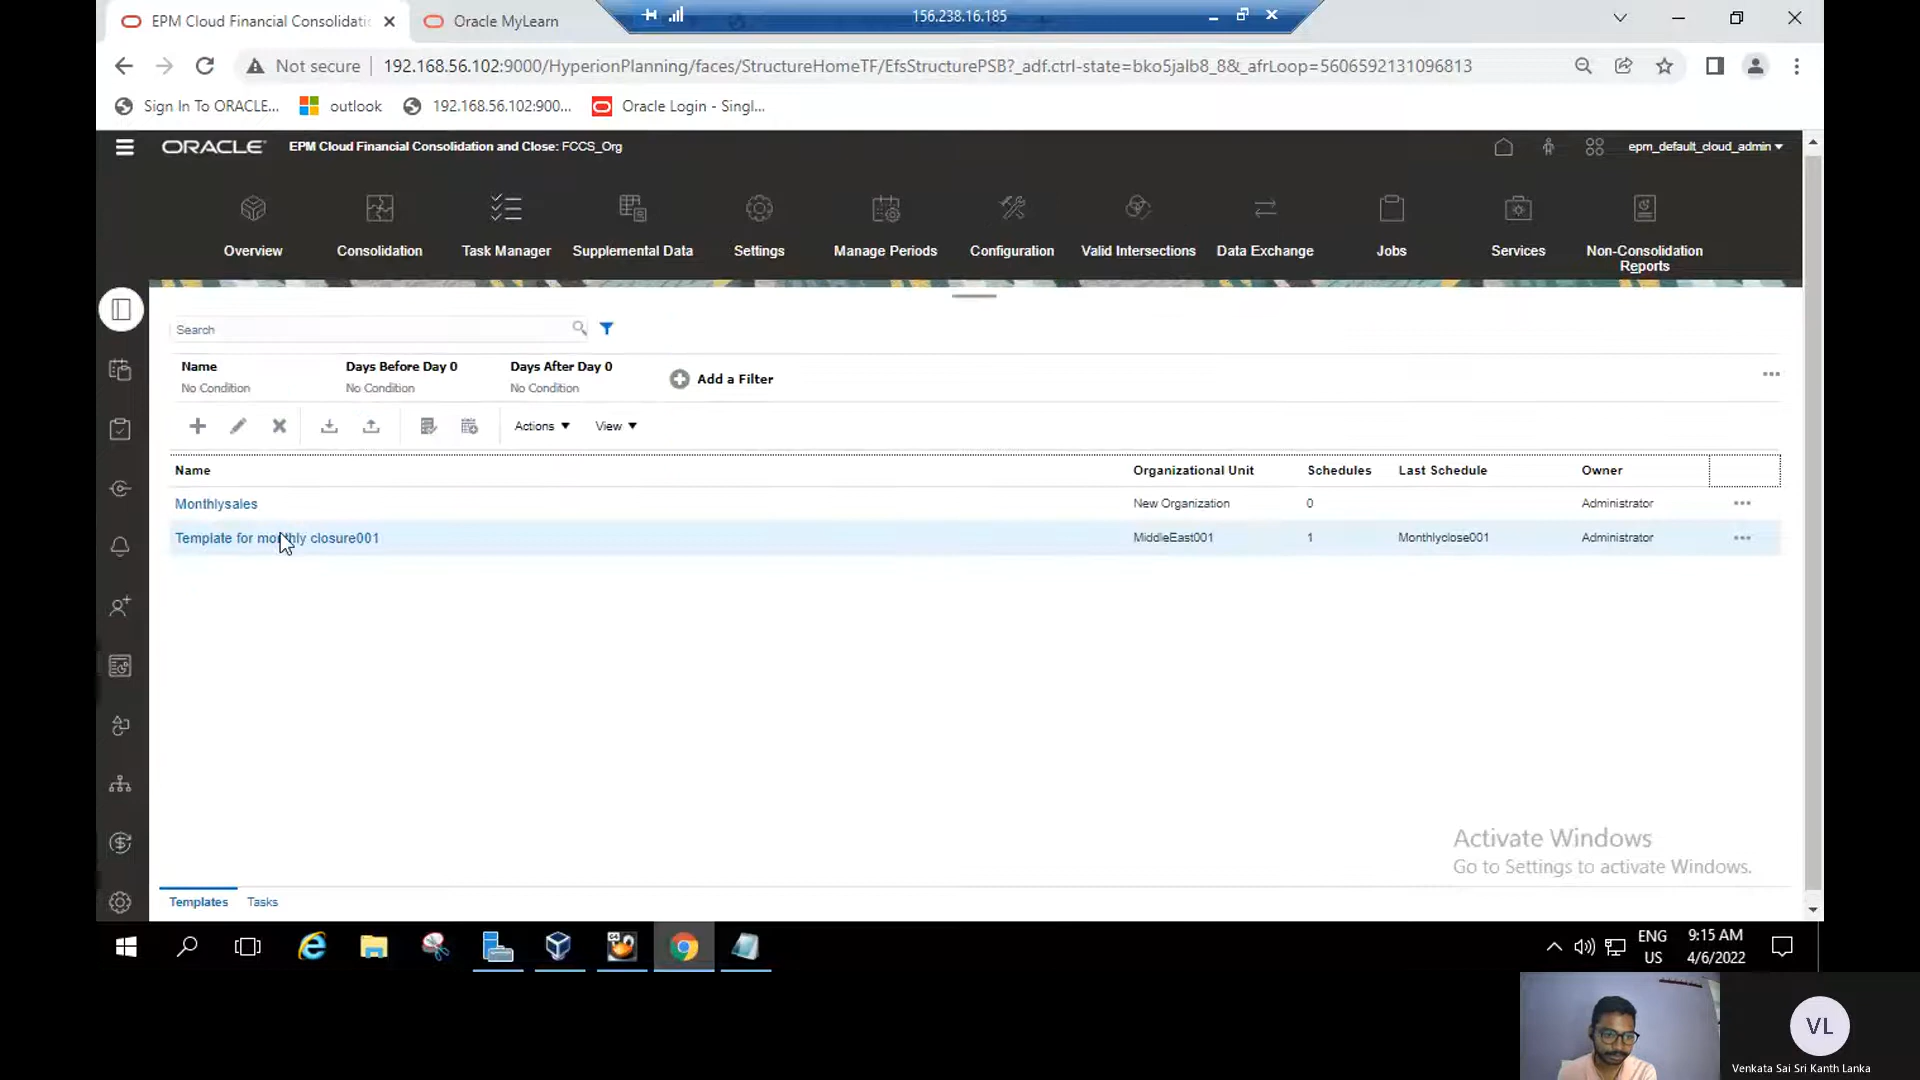 EPM Cloud Financial Consolidatio
Oracle MyLearn
156.238.16.185
Not secure
192.168.56.102:9000/HyperionPlanning/faces/StructureHomeTF/EfsStructurePSB?_adf.ctrl-state=bko5jalb8_8&_afrLoop=5606592131096813
Sign In To ORACLE...
outlook
192.168.56.102:900...
Oracle Login - Singl...
ORACLE
EPM Cloud Financial Consolidation and Close: FCCS_Org
epm_default_cloud_admin
Overview
Consolidation
Task Manager
Supplemental Data
Settings
Manage Periods
Configuration
Valid Intersections
Data Exchange
Jobs
Services
Non-Consolidation
Reports
Search
Name
No Condition
Days Before Day 0
No Condition
Days After Day 0
No Condition
Add a Filter
Actions
View
Name Organizational Unit Schedules Last Schedule Owner
Monthlysales New Organization 0 Administrator
Template for monthly closure001 MiddleEast001 1 Monthlyclose001 Administrator
Activate Windows
Go to Settings to activate Windows.
Templates
Tasks
ENG
US
9:15 AM
4/6/2022
VL
Venkata Sai Sri Kanth Lanka